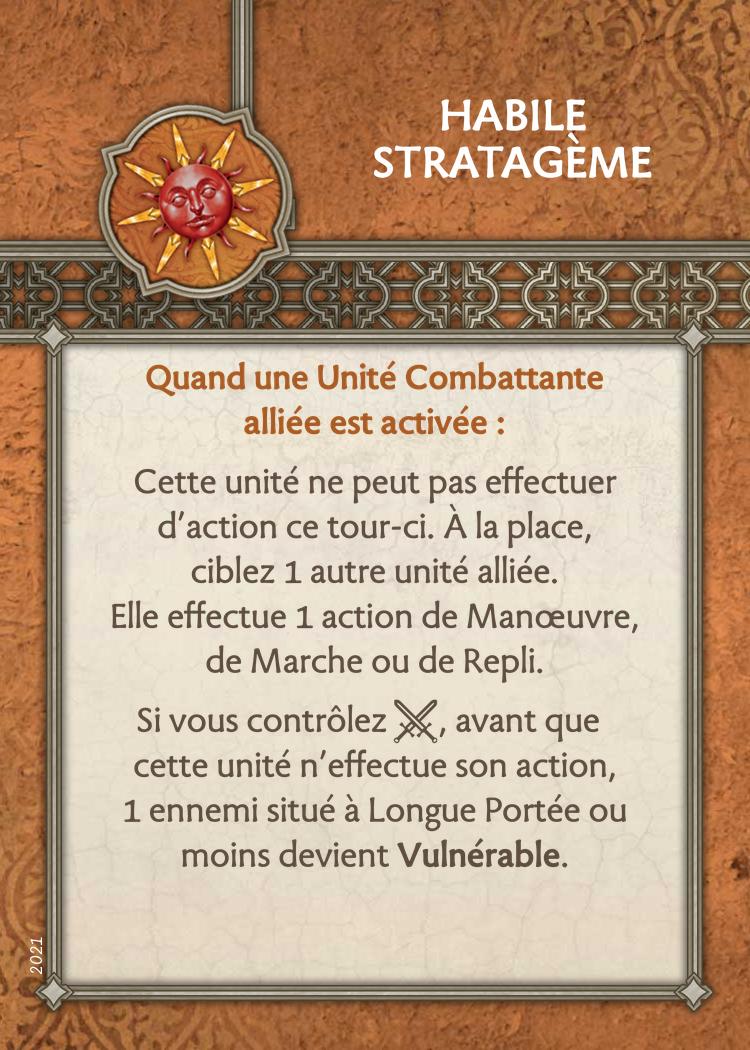 HABILE
STRATAGÈME
Quand une Unité Combattante
alliée est activée :
Cette unité ne peut pas effectuer
d'action ce tour-ci. À la place,
ciblez 1 autre unité alliée.
Elle effectue 1 action de Manœuvre,
de Marche ou de Repli.
Si vous contrôlez , avant que
cette unité n'effectue son action,
1 ennemi situé à Longue Portée ou
moins devient Vulnérable.
2021